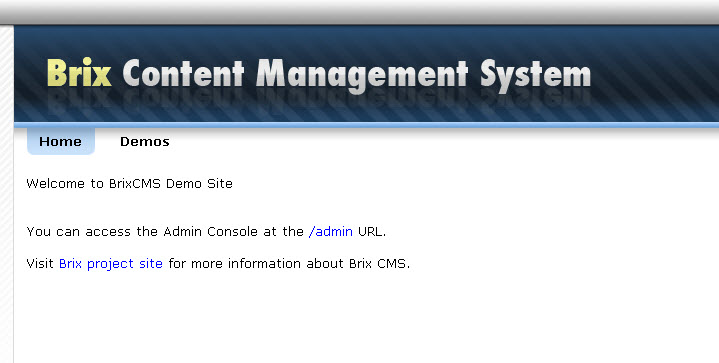 Brix Content Management System
Home Demos
Welcome to BrixCMS Demo Site
You can access the Admin Console at the /admin URL.
Visit Brix project site for more information about Brix CMS.